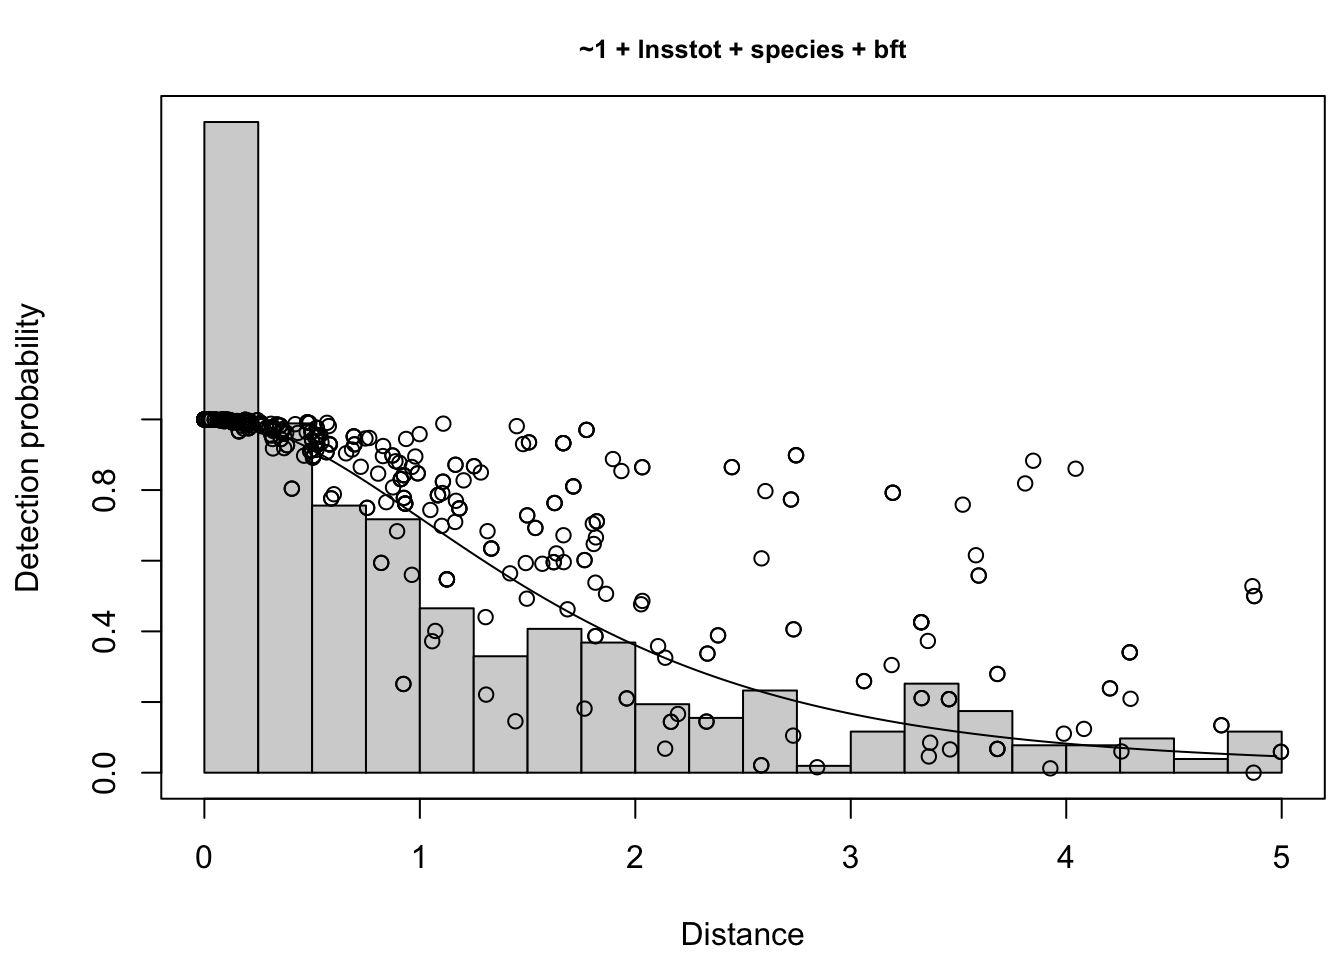 ~1 + lnsstot + species + bft
Detection probability
0.8
0.4
0.0
0 1 2 3 4 5
Distance